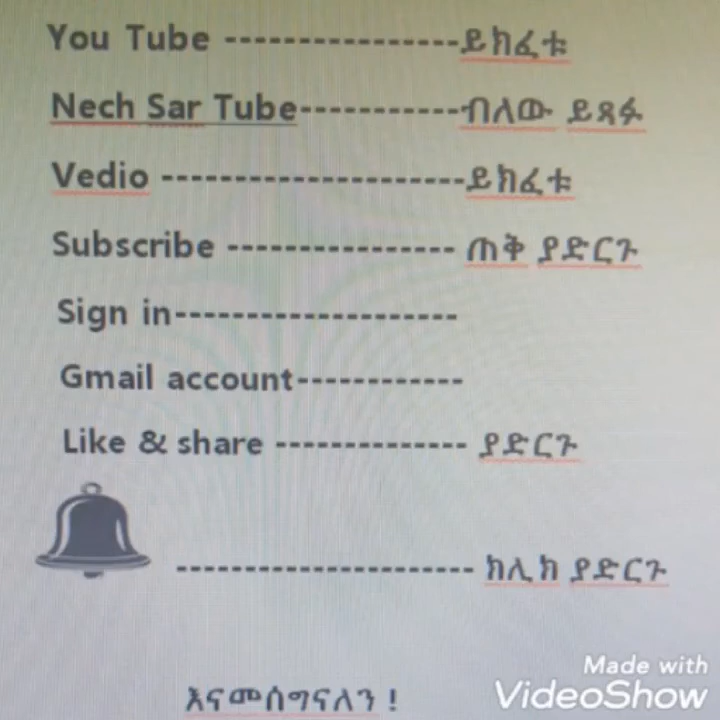 You Tube ----------------ይክፈቱ
Nech Sar Tube-----------ብለው ይጻፉ
Vedio ---------------------ይክፈቱ
Subscribe ---------------- ጠቅ ያድርጉ
Sign in-------------------
Gmail account------------
Like & share ------------- ያድርጉ
--------------------- ክሊክ ያድርጉ
እናመሰግናለን !
Made with
VideoShow